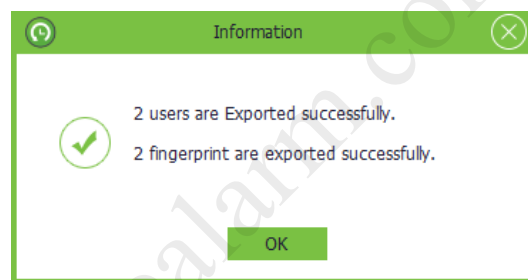 Information
2 users are Exported successfully.
2 fingerprint are exported successfully.
OK